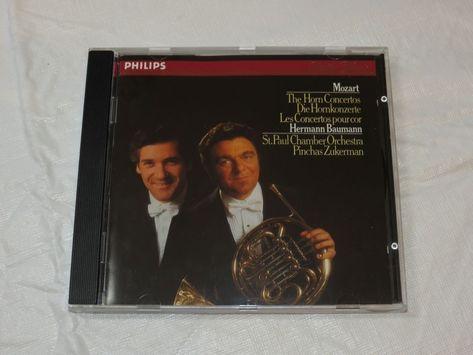 PHILIPS
Mozart
The Horn Concertos
Die Hornkonzerte
Les Concertos pour cor
Hermann Baumann
St. Paul Chamber Orchestra
Pinchas Zukerman